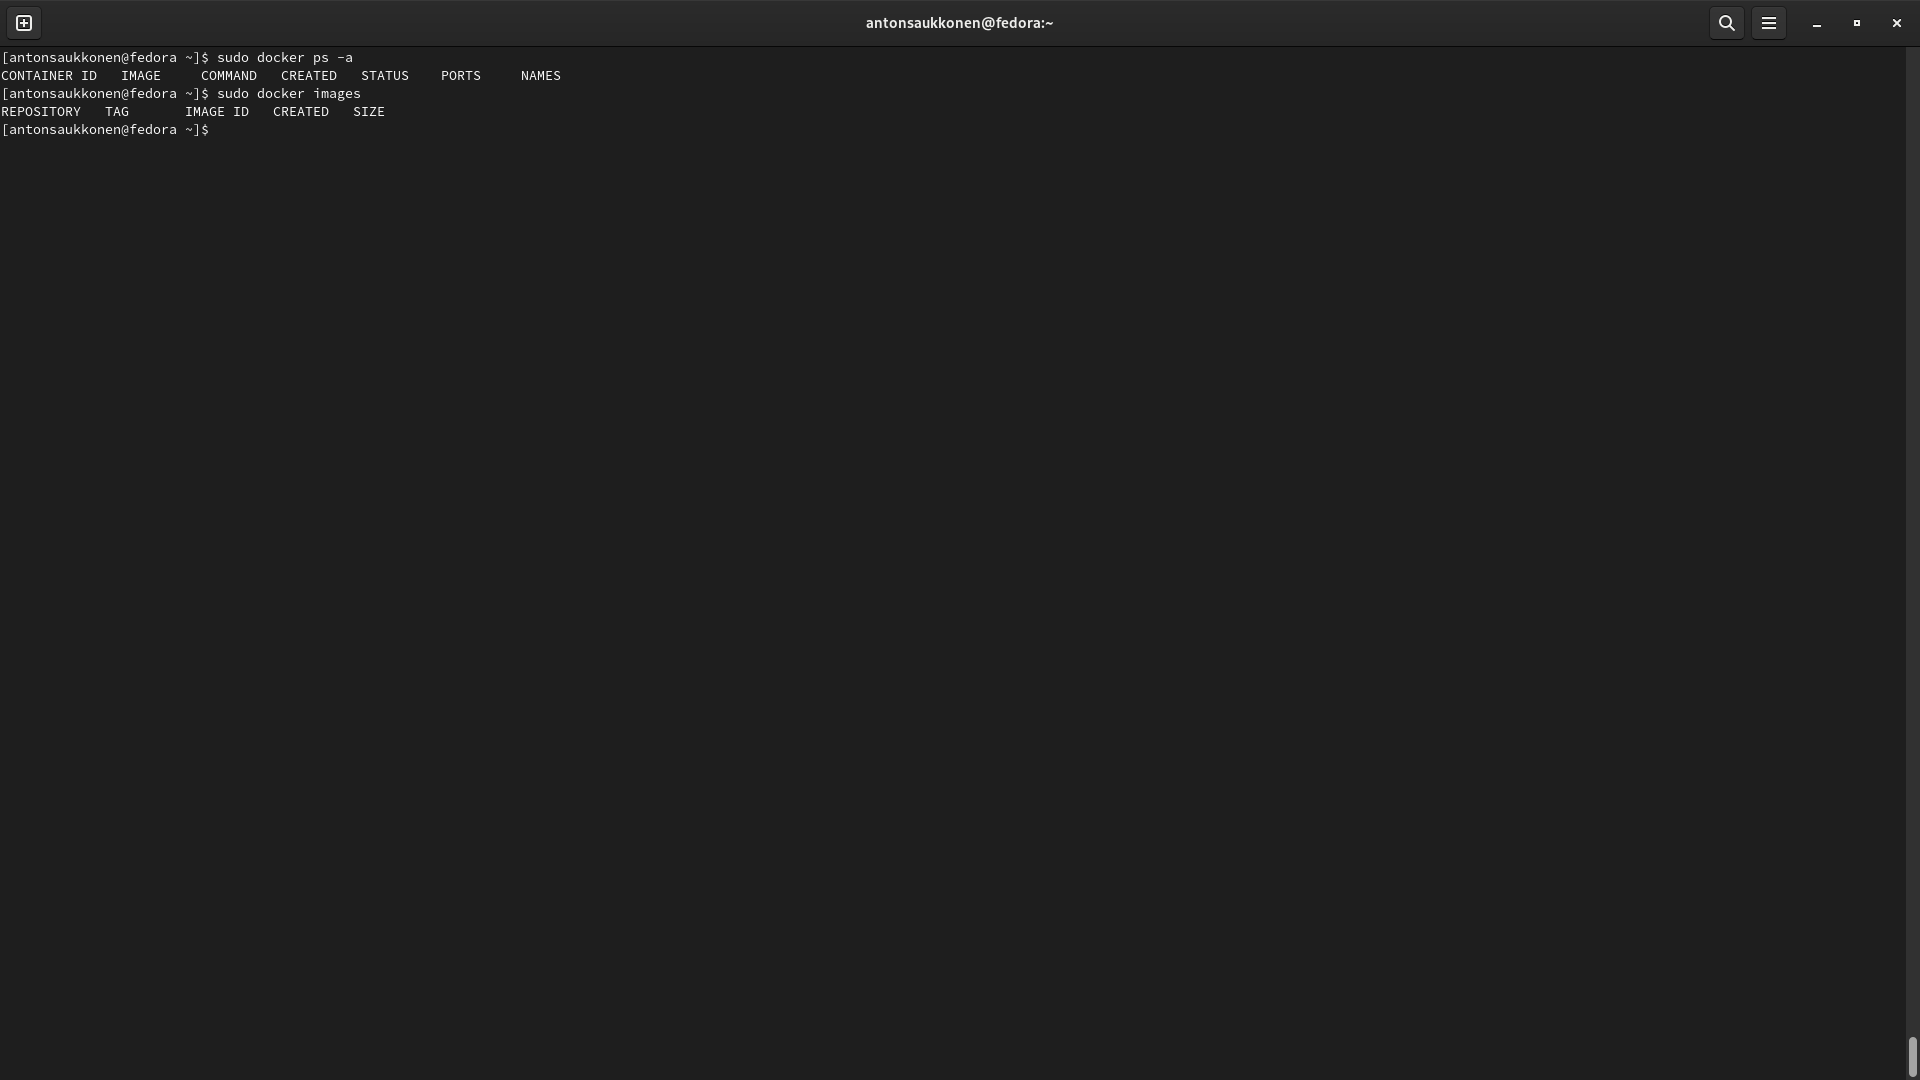 antonsaukkonen@fedora:~
[antonsaukkonen@fedora ~]$ sudo docker ps -a
CONTAINER ID   IMAGE     COMMAND   CREATED   STATUS    PORTS     NAMES
[antonsaukkonen@fedora ~]$ sudo docker images
REPOSITORY   TAG       IMAGE ID   CREATED   SIZE
[antonsaukkonen@fedora ~]$